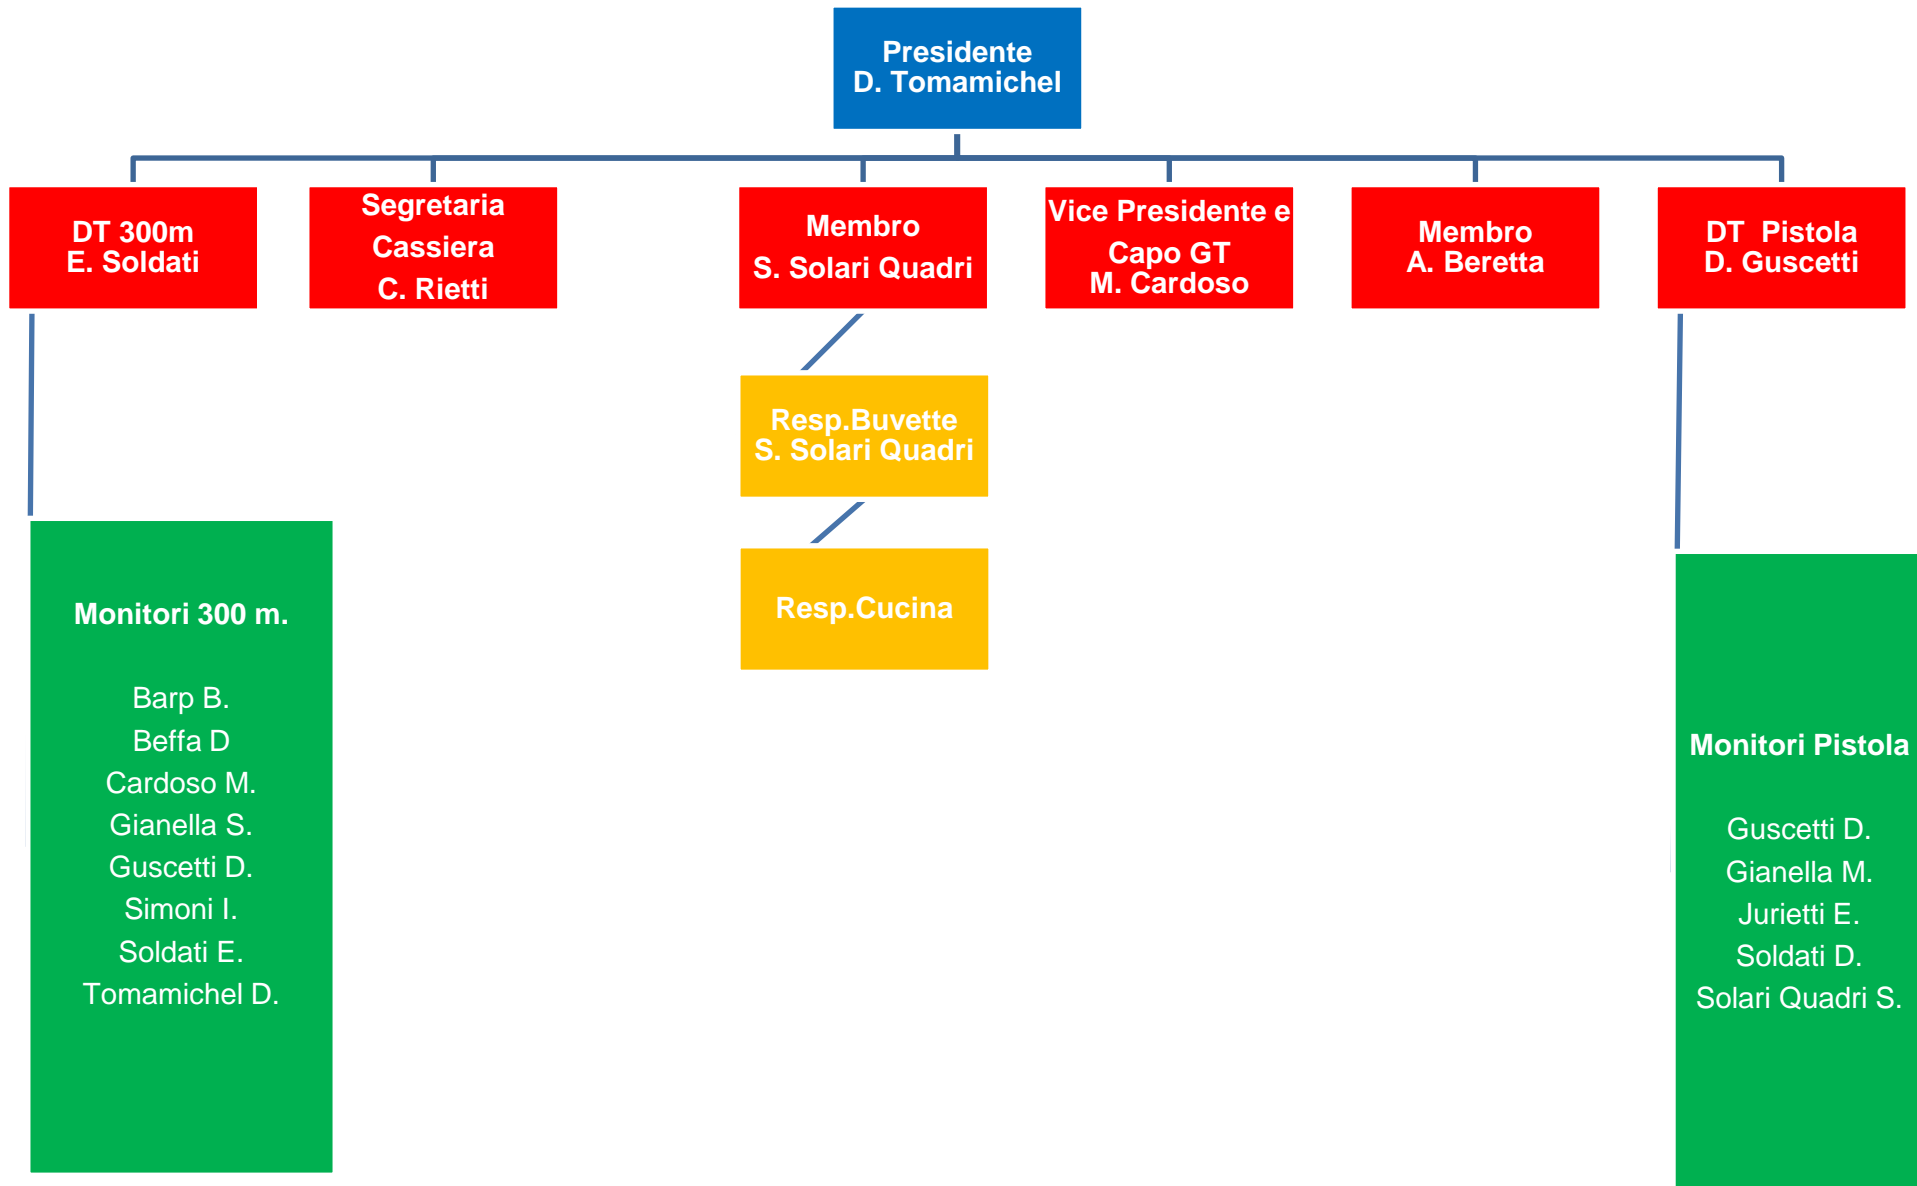 Presidente
D. Tomamichel
DT 300m
E. Soldati
Segretaria
Cassiera
C. Rietti
Membro
S. Solari Quadri
Vice Presidente e
Capo GT
M. Cardoso
Membro
A. Beretta
DT Pistola
D. Guscetti
Resp.Buvette
S. Solari Quadri
Resp.Cucina
Monitori 300 m.
Barp B.
Beffa D
Cardoso M.
Gianella S.
Guscetti D.
Simoni I.
Soldati E.
Tomamichel D.
Monitori Pistola
Guscetti D.
Gianella M.
Jurietti E.
Soldati D.
Solari Quadri S.